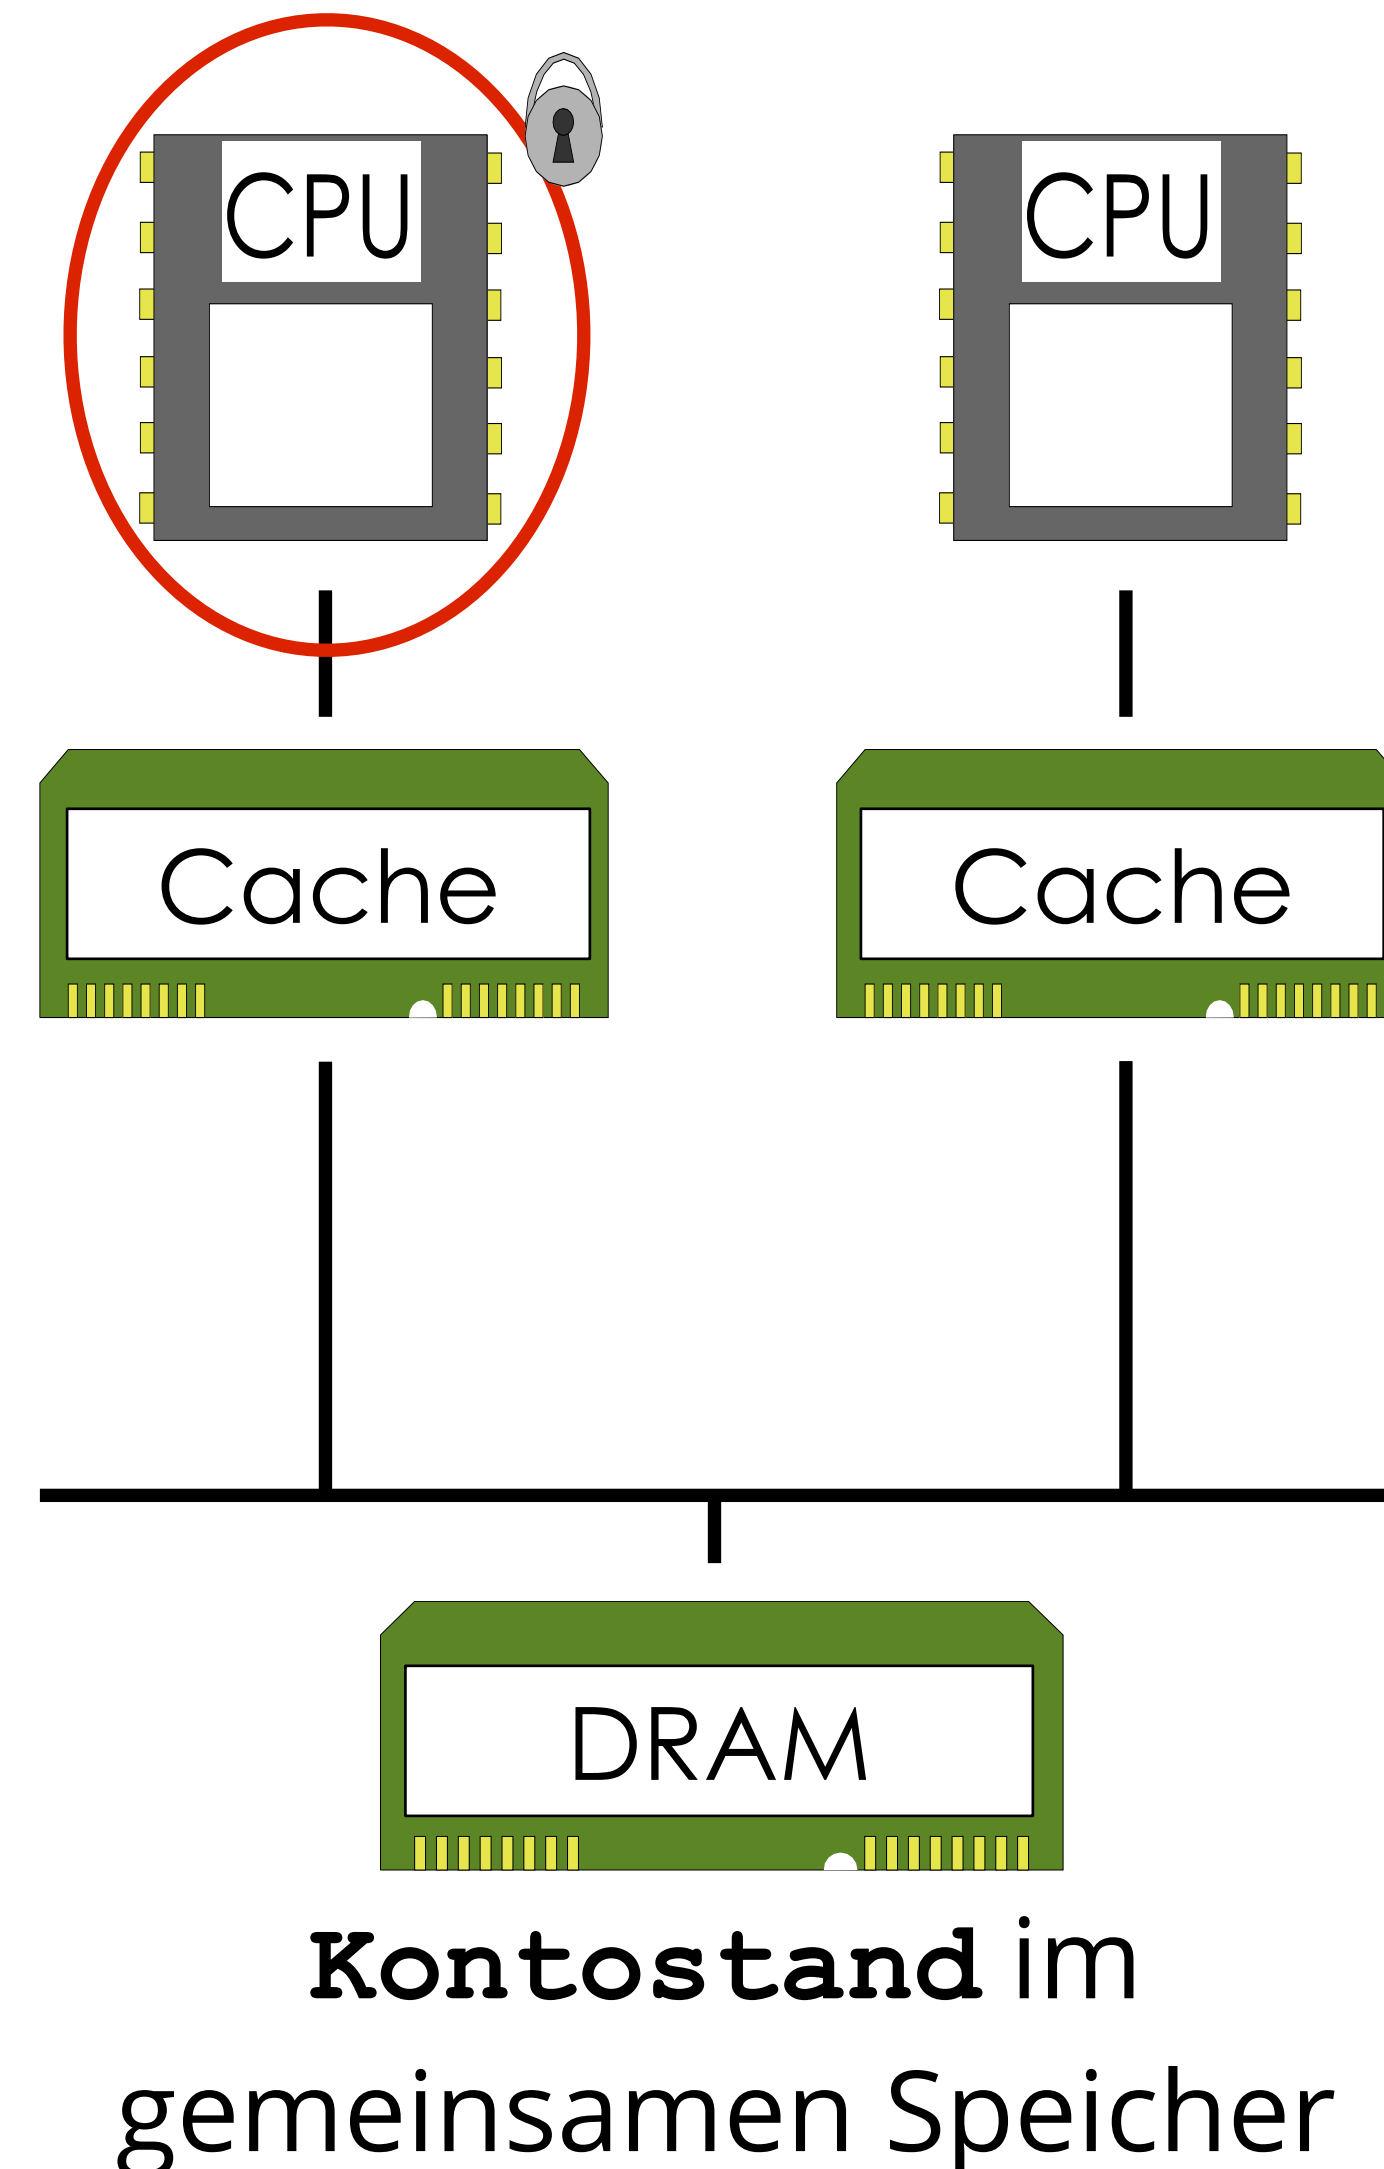 CPU
CPU
Cache
Cache
DRAM
Kontostand im
gemeinsamen Speicher